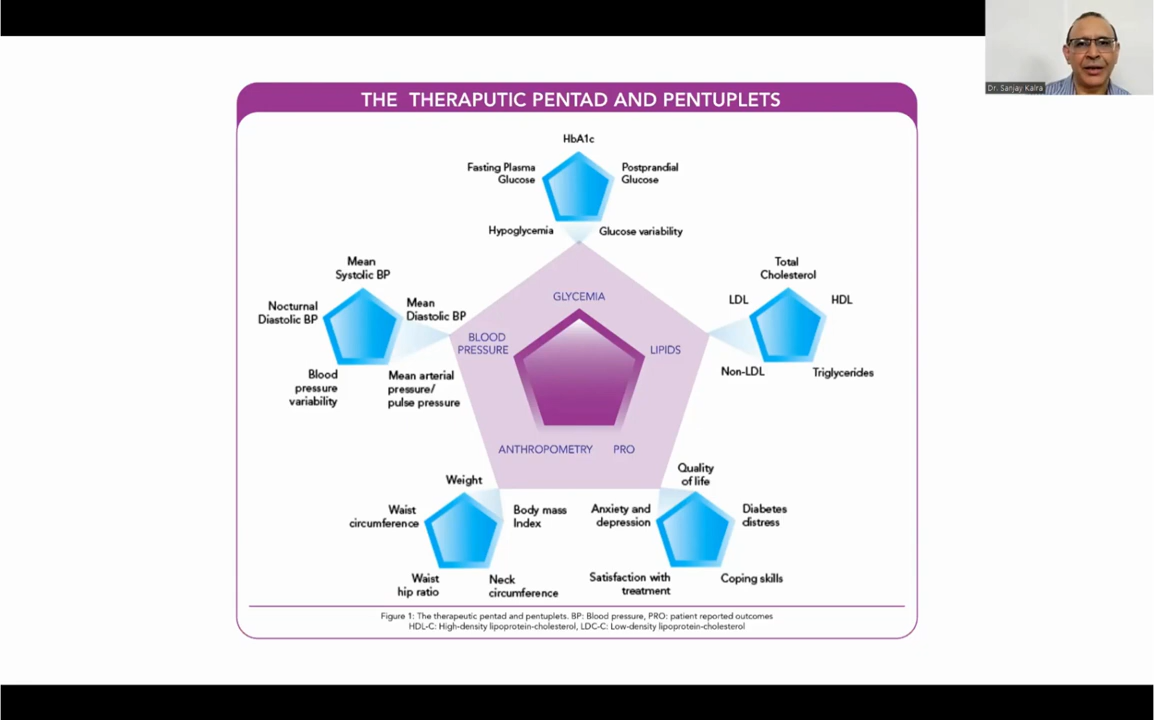 Dr. Sanjay Kalra
THE THERAPUTIC PENTAD AND PENTUPLETS
HbA1c
Fasting Plasma
Glucose
Postprandial
Glucose
Hypoglycemia
Glucose variability
Mean
Systolic BP
Nocturnal
Diastolic BP
Mean
Diastolic BP
Blood
pressure
variability
Mean arterial
pressure/
pulse pressure
Total
Cholesterol
LDL
HDL
Non-LDL
Triglycerides
GLYCEMIA
BLOOD
PRESSURE
LIPIDS
ANTHROPOMETRY
PRO
Weight
Waist
circumference
Body mass
Index
Waist
hip ratio
Neck
circumference
Quality
of life
Anxiety and
depression
Diabetes
distress
Satisfaction with
treatment
Coping skills
Figure 1: The therapeutic pentad and pentuplets. BP: Blood pressure, PRO: patient reported outcomes
HDL-C: High-density lipoprotein-cholesterol, LDC-C: Low-density lipoprotein-cholesterol